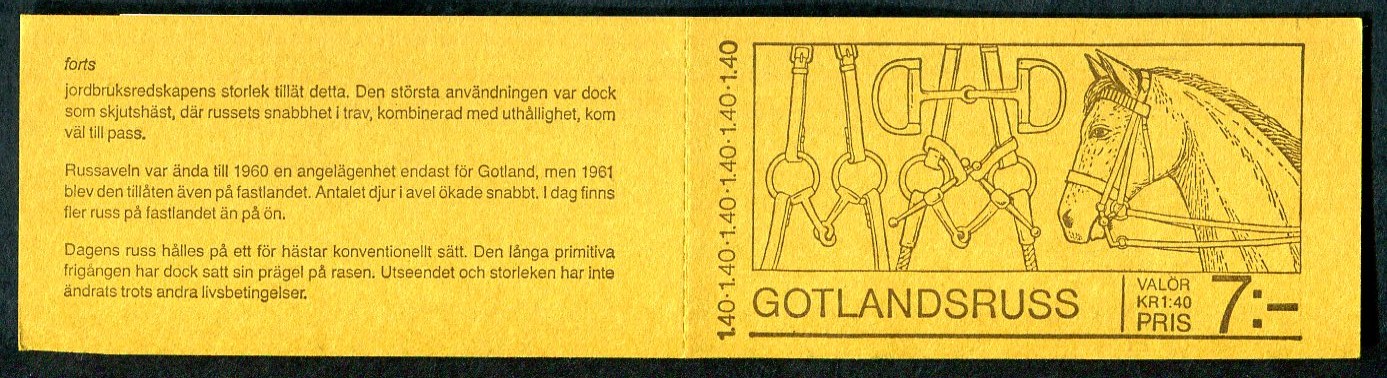 forts
jordbruksredskapens storlek tillät detta. Den största användningen var dock
som skjutshäst, där russets snabbhet i trav, kombinerad med uthållighet, kom
väl till pass.
Russaveln var ända till 1960 en angelägenhet endast för Gotland, men 1961
blev den tillåten även på fastlandet. Antalet djur i avel ökade snabbt. I dag finns
fler russ på fastlandet än på ön.
Dagens russ hålles på ett för hästar konventionellt sätt. Den långa primitiva
frigången har dock satt sin prägel på rasen. Utseendet och storleken har inte
ändrats trots andra livsbetingelser.
1.40·1.40·1.40·1.40·1.40·1.40
GOTLANDSRUSS
VALÖR
KR1:40
PRIS
7:–